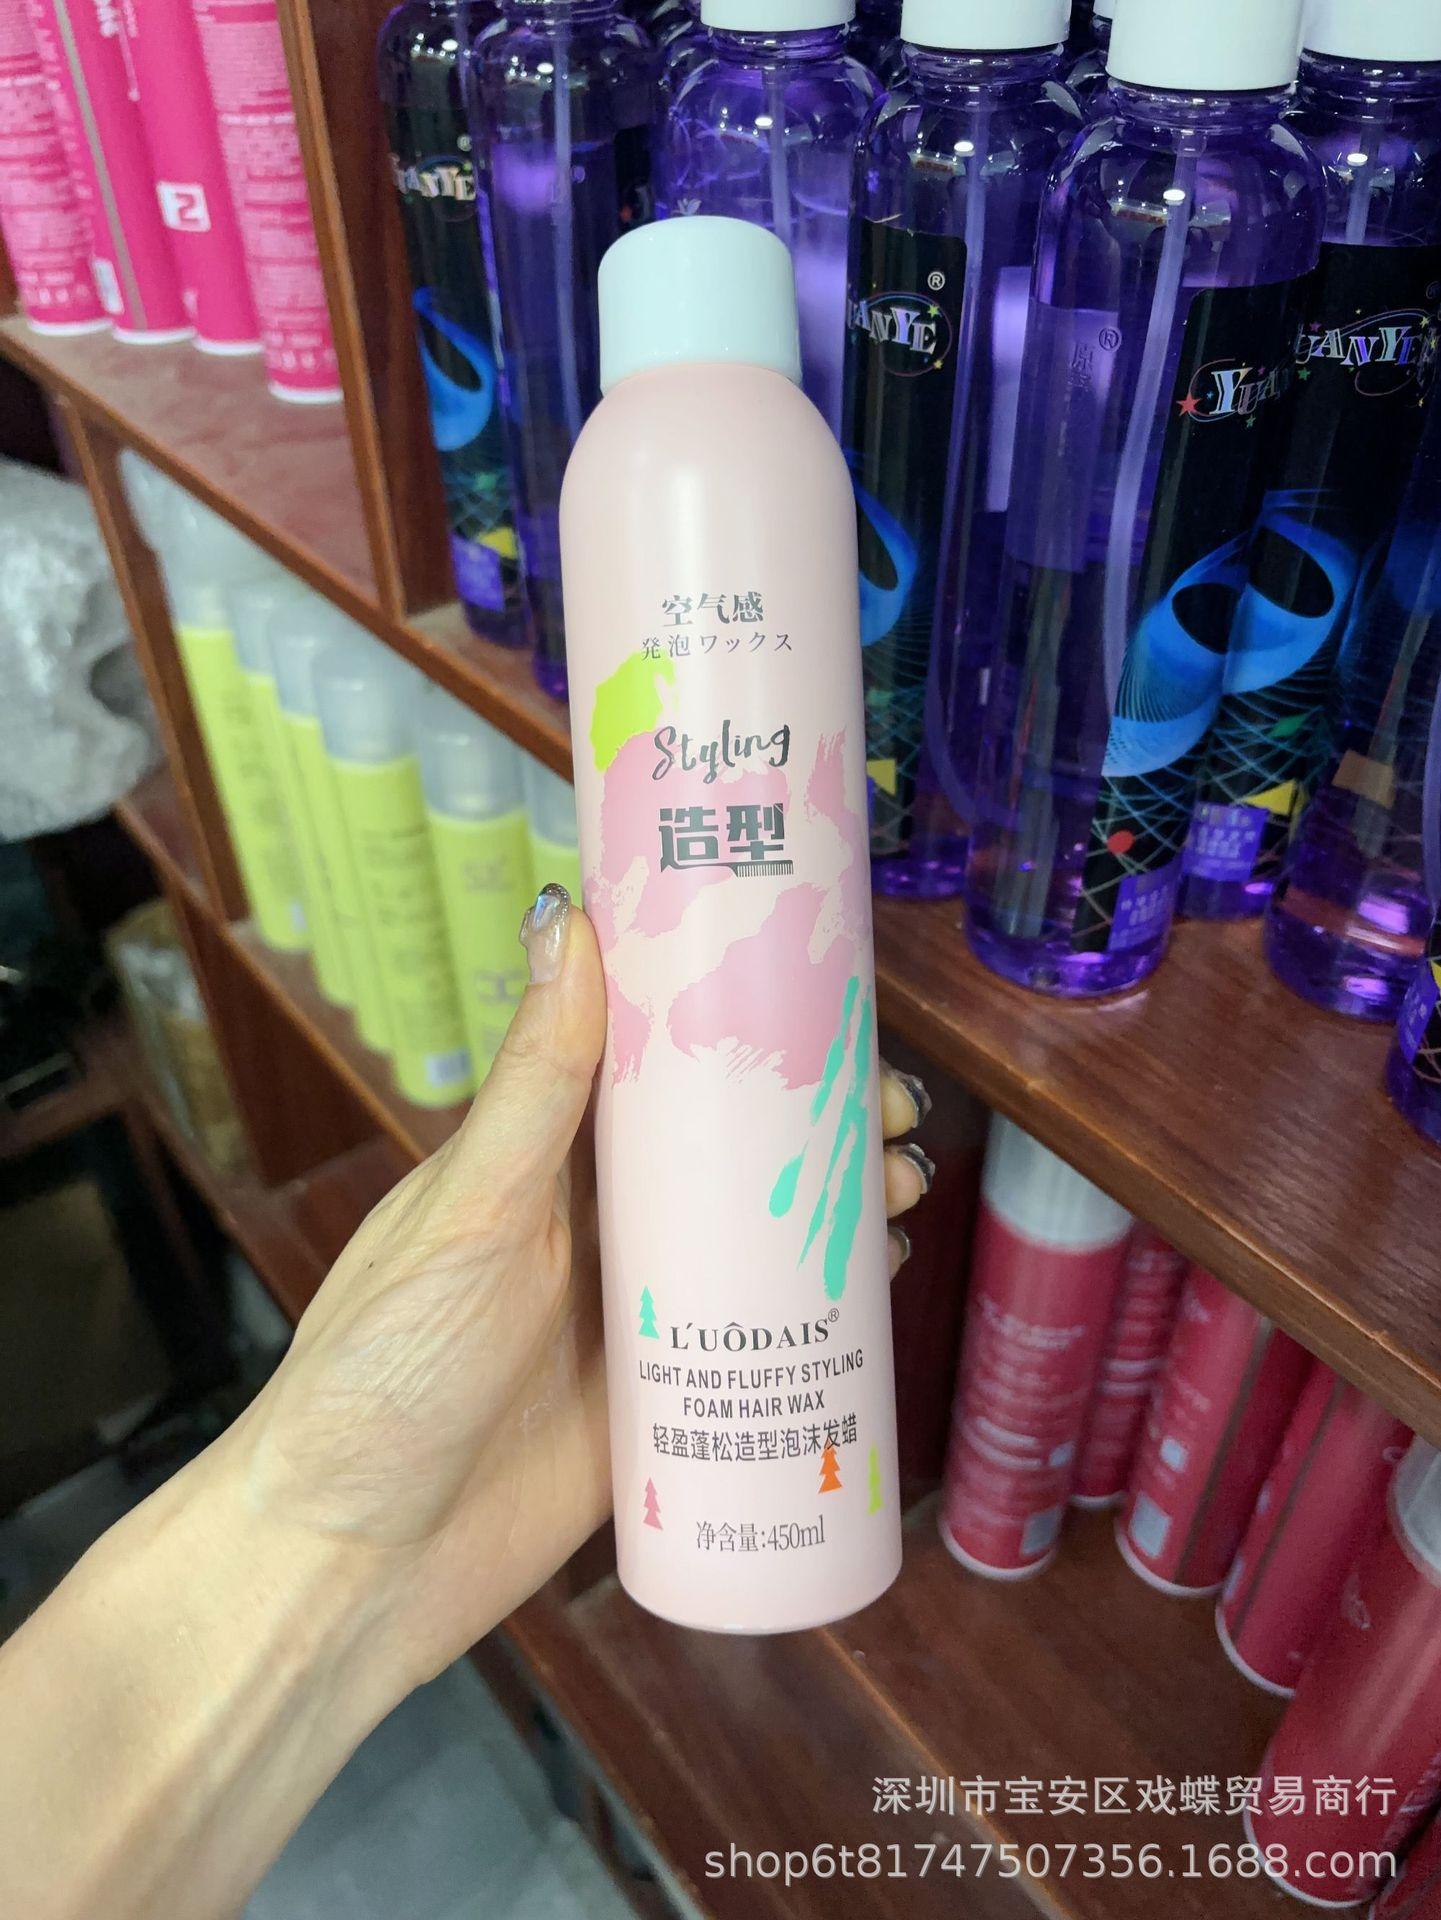 空气感
発泡ワックス
Styling
造型
L'UÔDAIS®
LIGHT AND FLUFFY STYLING
FOAM HAIR WAX
轻盈蓬松造型泡沫发蜡
净含量:450ml
2
YUANYE
深圳市宝安区戏蝶贸易商行
shop6t81747507356.1688.com